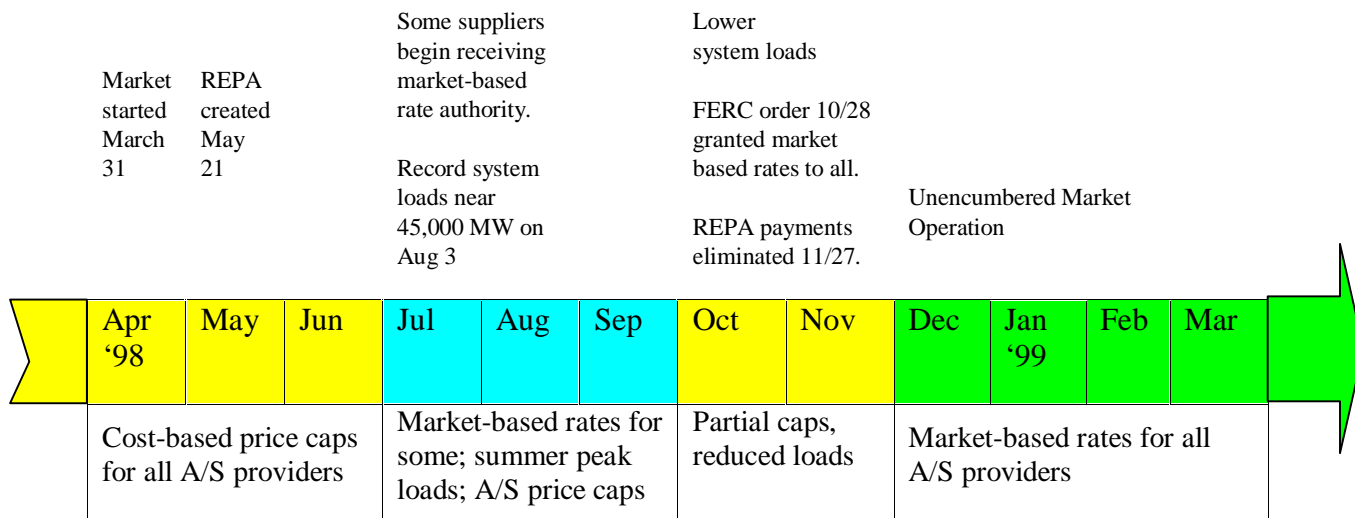 Market
started
March
31
REPA
created
May
21
Some suppliers
begin receiving
market-based
rate authority.
Record system
loads near
45,000 MW on
Aug 3
Lower
system loads
FERC order 10/28
granted market
based rates to all.
REPA payments
eliminated 11/27.
Unencumbered Market
Operation
Apr
‘98
May
Jun
Jul
Aug
Sep
Oct
Nov
Dec
Jan
‘99
Feb
Mar
Cost-based price caps
for all A/S providers
Market-based rates for
some; summer peak
loads; A/S price caps
Partial caps,
reduced loads
Market-based rates for all
A/S providers